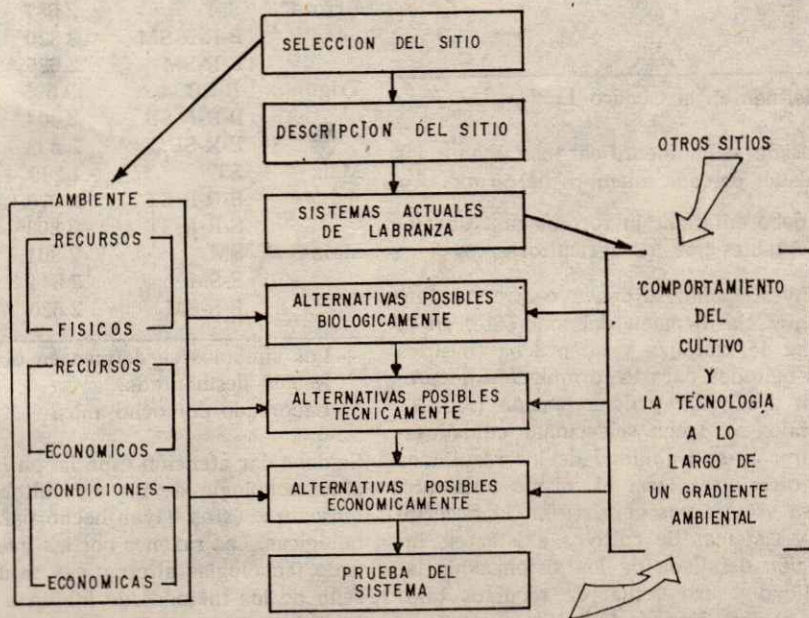 SELECCION DEL SITIO
DESCRIPCION DEL SITIO
SISTEMAS ACTUALES
DE LABRANZA
OTROS SITIOS
AMBIENTE
RECURSOS
FISICOS
RECURSOS
ECONOMICOS
CONDICIONES
ECONOMICAS
ALTERNATIVAS POSIBLES
BIOLOGICAMENTE
ALTERNATIVAS POSIBLES
TECNICAMENTE
ALTERNATIVAS POSIBLES
ECONOMICAMENTE
PRUEBA DEL
SISTEMA
COMPORTAMIENTO
DEL
CULTIVO
Y
LA TECNOLOGIA
A LO
LARGO DE
UN GRADIENTE
AMBIENTAL